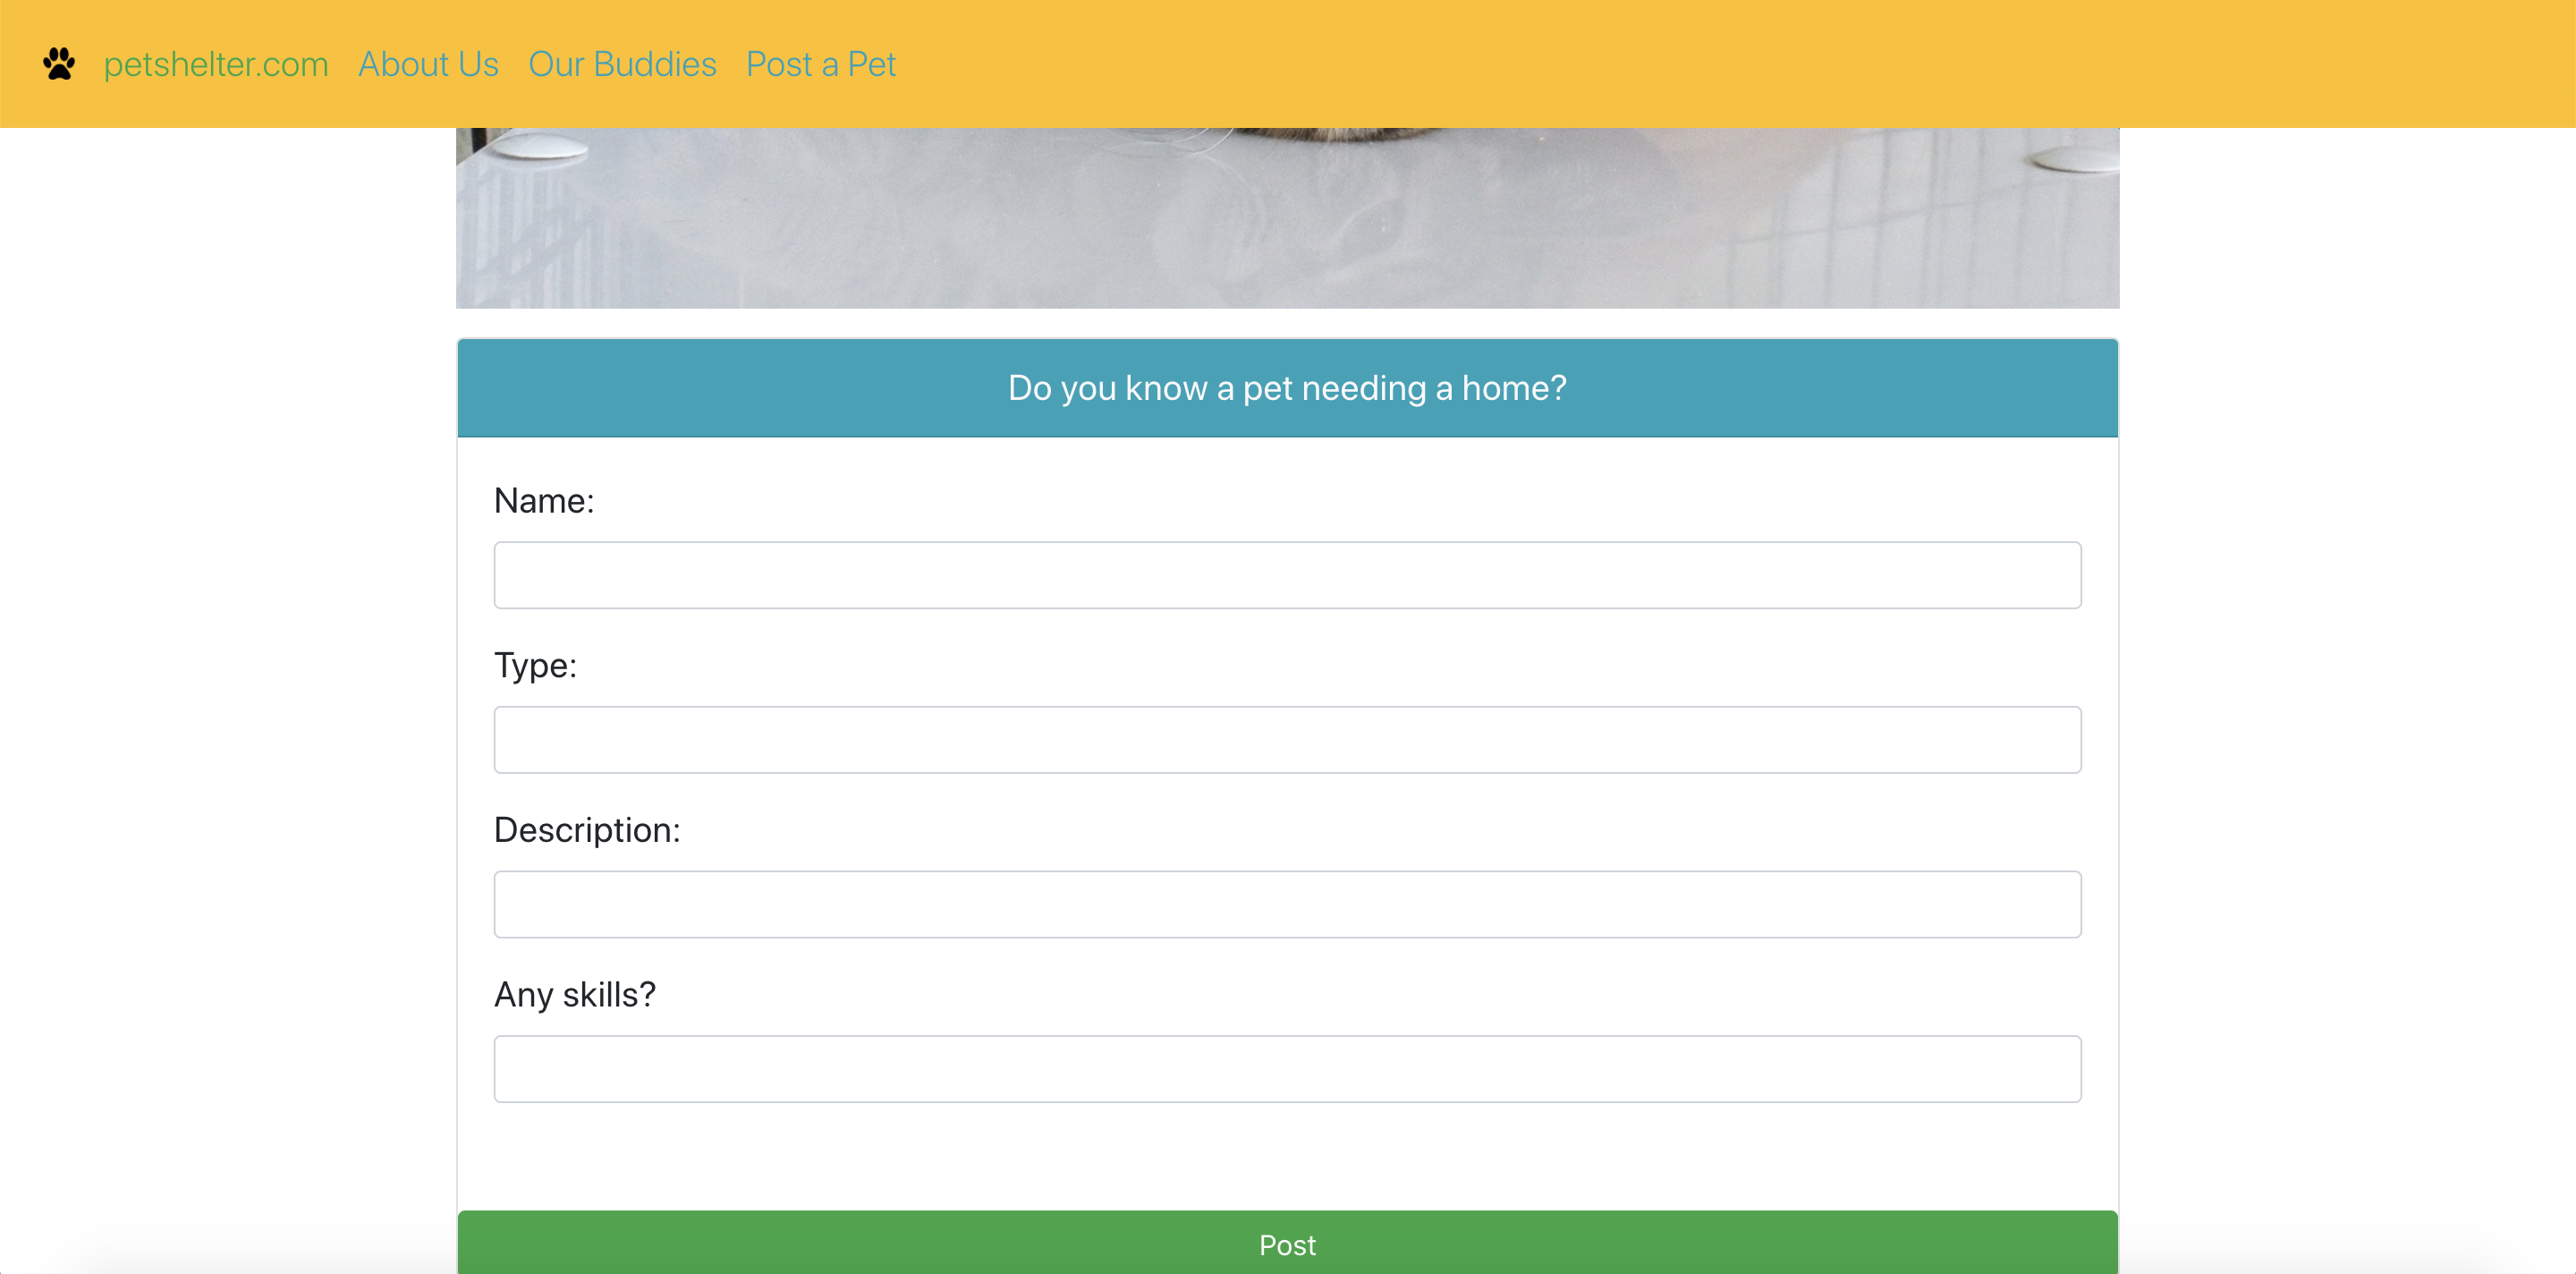 petshelter.com About Us Our Buddies Post a Pet
Do you know a pet needing a home?
Name:
Type:
Description:
Any skills?
Post